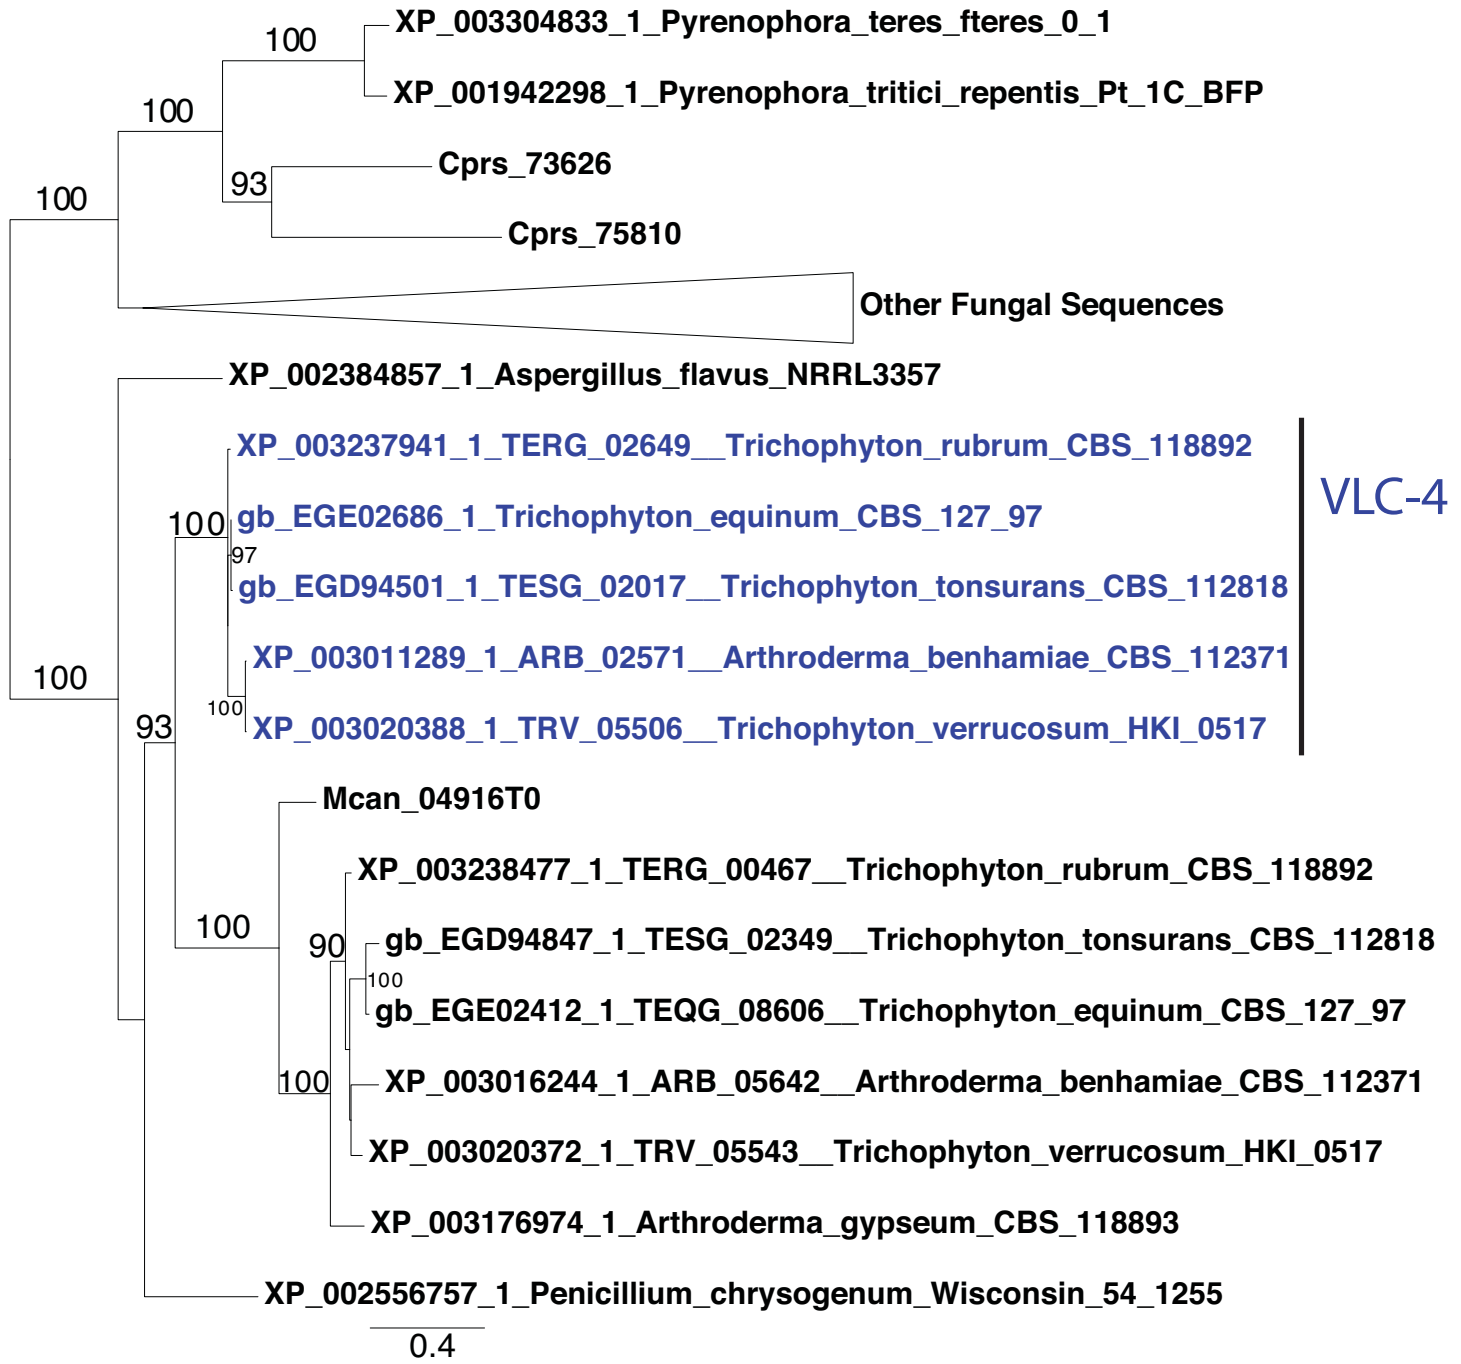 XP_003304833_1_Pyrenophora_teres_fteres_0_1
100
XP_001942298_1_Pyrenophora_tritici_repentis_Pt_1C_BFP
100
Cprs_73626
93
100
Cprs_75810
Other Fungal Sequences
XP_002384857_1_Aspergillus_flavus_NRRL3357
XP_003237941_1_TERG_02649__Trichophyton_rubrum_CBS_118892
VLC-4
100
gb_EGE02686_1_Trichophyton_equinum_CBS_127_97
97
gb_EGD94501_1_TESG_02017__Trichophyton_tonsurans_CBS_112818
XP_003011289_1_ARB_02571__Arthroderma_benhamiae_CBS_112371
100
100
93
XP_003020388_1_TRV_05506__Trichophyton_verrucosum_HKI_0517
Mcan_04916T0
XP_003238477_1_TERG_00467__Trichophyton_rubrum_CBS_118892
100
90
gb_EGD94847_1_TESG_02349__Trichophyton_tonsurans_CBS_112818
100
gb_EGE02412_1_TEQG_08606__Trichophyton_equinum_CBS_127_97
100
XP_003016244_1_ARB_05642__Arthroderma_benhamiae_CBS_112371
XP_003020372_1_TRV_05543__Trichophyton_verrucosum_HKI_0517
XP_003176974_1_Arthroderma_gypseum_CBS_118893
XP_002556757_1_Penicillium_chrysogenum_Wisconsin_54_1255
0.4